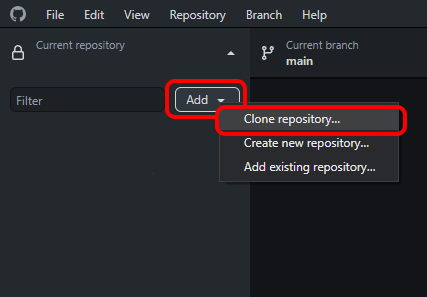 File Edit View Repository Branch Help
Current repository
Current branch
main
Filter
Add
Clone repository...
Create new repository...
Add existing repository...